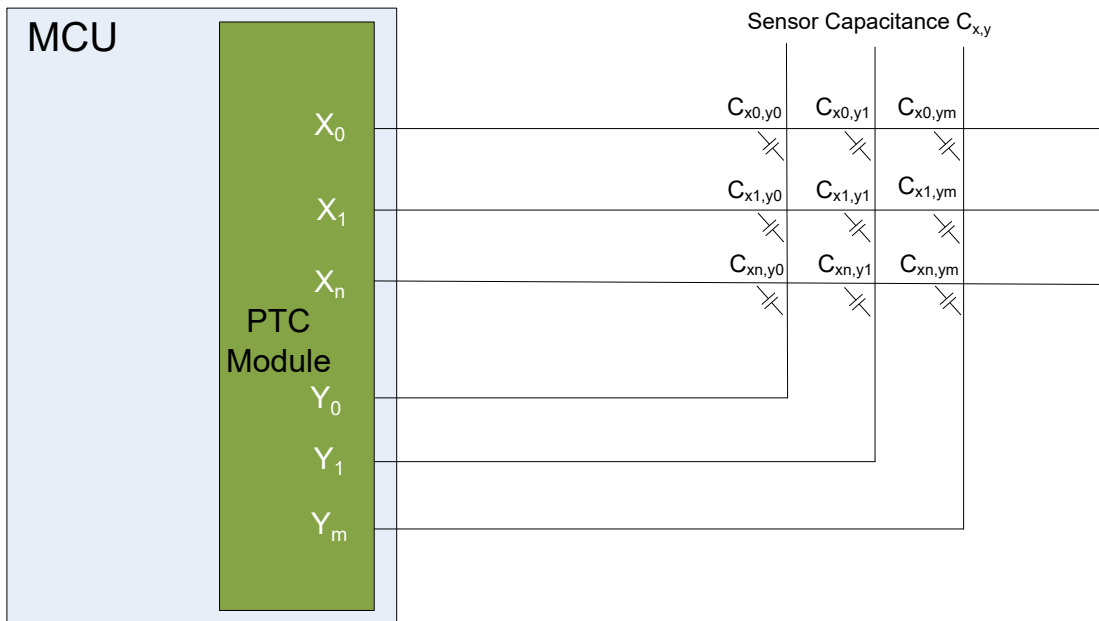 MCU
Sensor Capacitance Cx,y
X0
Cx0,y0 Cx0,y1 Cx0,ym
X1
Cx1,y0 Cx1,y1 Cx1,ym
Xn
Cxn,y0 Cxn,y1 Cxn,ym
PTC
Module
Y0
Y1
Ym